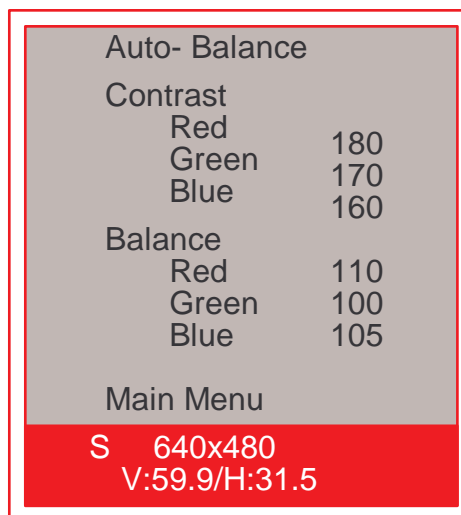 Auto- Balance
Contrast
Red 180
Green 170
Blue 160
Balance
Red 110
Green 100
Blue 105
Main Menu
S 640x480
V:59.9/H:31.5